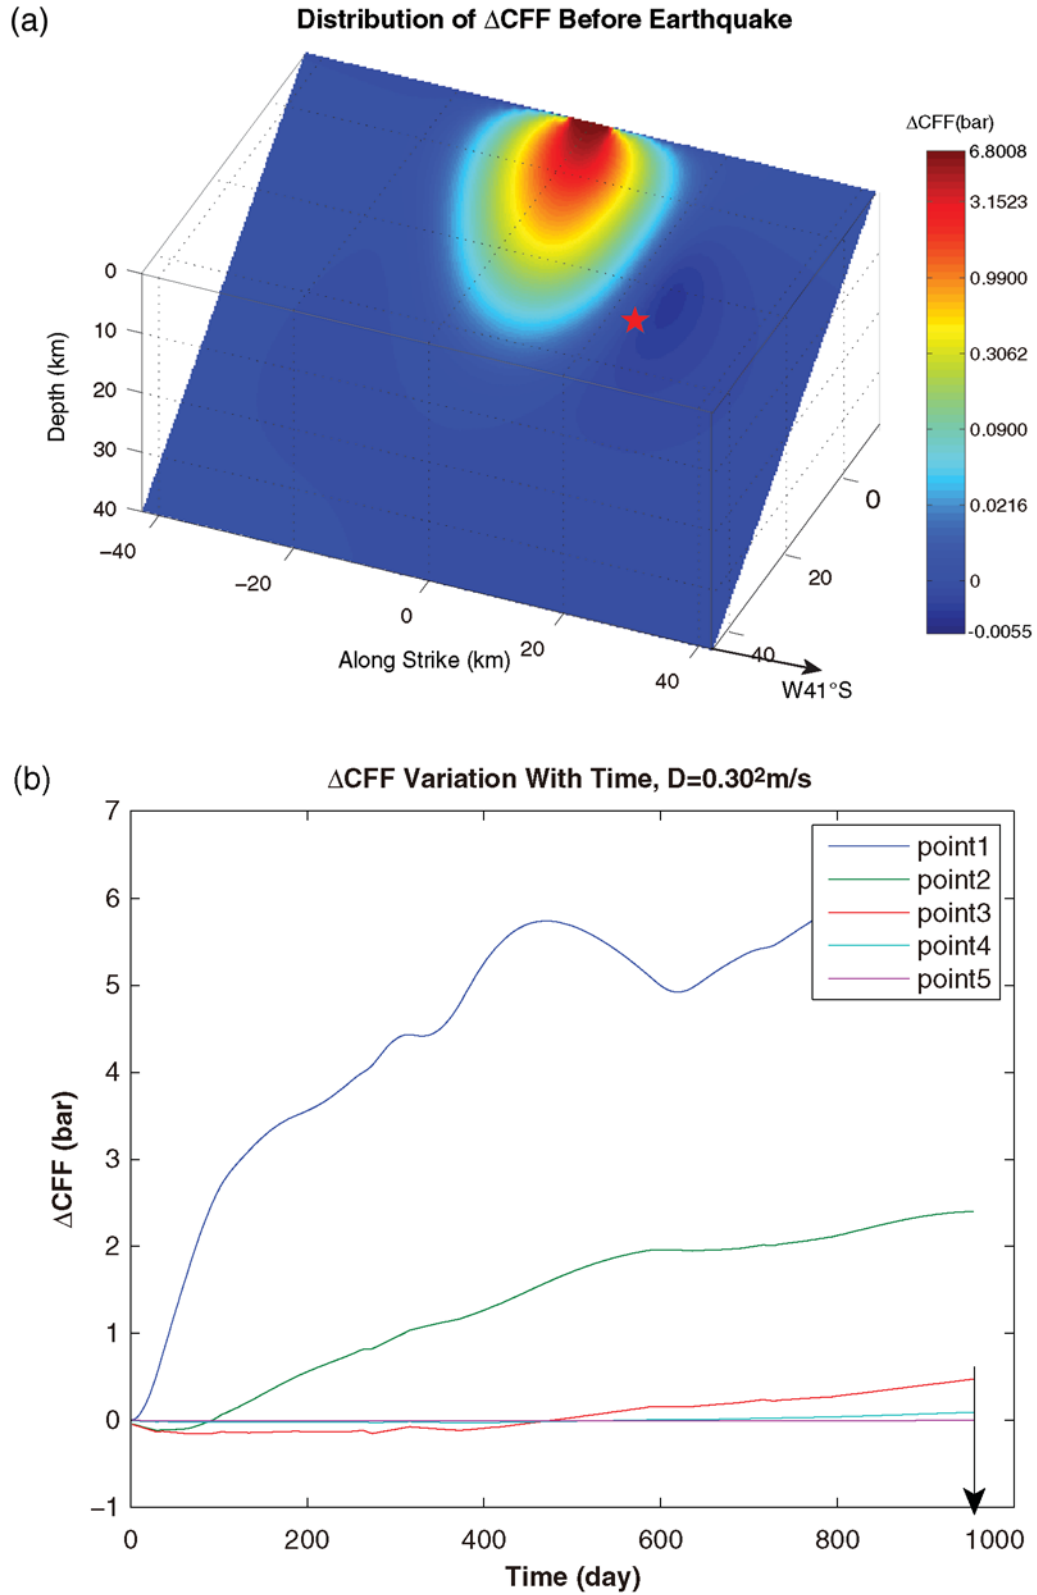 (a)
Distribution of ΔCFF Before Earthquake
ΔCFF(bar)
6.8008
3.1523
0.9900
0.3062
0.0900
0.0216
0
-0.0055
Depth (km)
0
10
20
30
40
−40
−20
0
20
40
Along Strike (km)
0
20
40
W41°S
(b)
ΔCFF Variation With Time, D=0.30²m/s
ΔCFF (bar)
7
6
5
4
3
2
1
0
−1
point1
point2
point3
point4
point5
0
200
400
600
800
1000
Time (day)